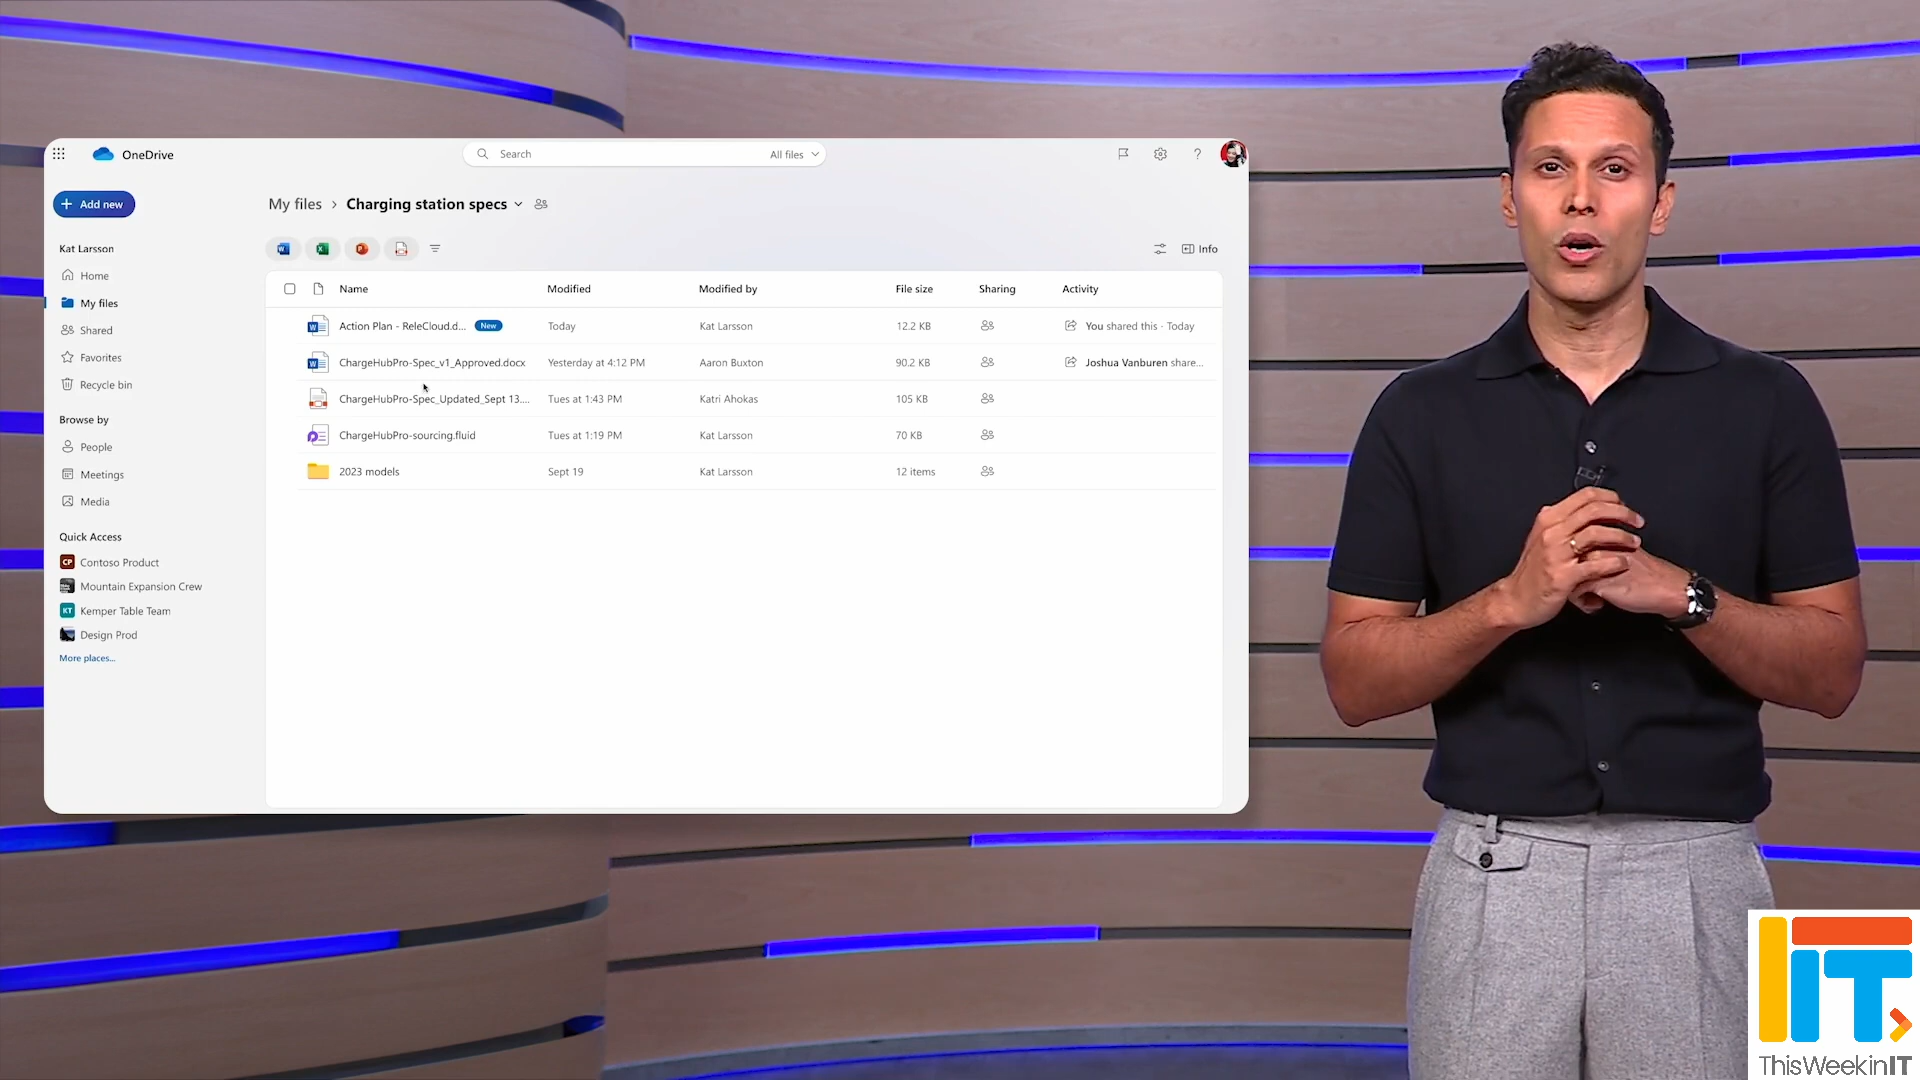 OneDrive
Search
All files
Add new
My files > Charging station specs
Kat Larsson
Home
My files
Shared
Favorites
Recycle bin
Browse by
People
Meetings
Media
Quick Access
CP Contoso Product
Mountain Expansion Crew
KT Kemper Table Team
Design Prod
More places...
Info
Name Modified Modified by File size Sharing Activity
Action Plan - ReleCloud.d... New Today Kat Larsson 12.2 KB You shared this · Today
ChargeHubPro-Spec_v1_Approved.docx Yesterday at 4:12 PM Aaron Buxton 90.2 KB Joshua Vanburen share...
ChargeHubPro-Spec_Updated_Sept 13.... Tues at 1:43 PM Katri Ahokas 105 KB
ChargeHubPro-sourcing.fluid Tues at 1:19 PM Kat Larsson 70 KB
2023 models Sept 19 Kat Larsson 12 items
IT
ThisWeekinIT